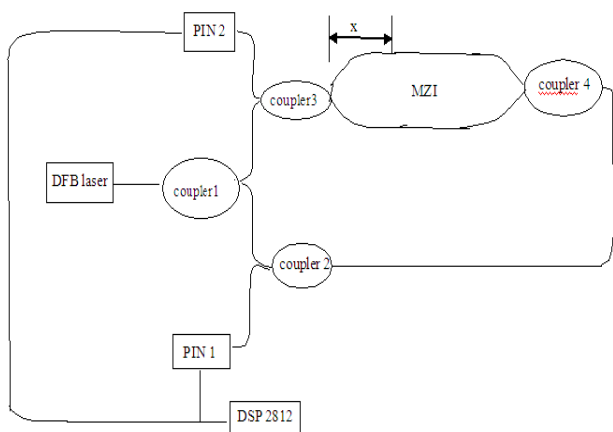 x
PIN 2
coupler3
MZI
coupler 4
DFB laser
coupler1
coupler 2
PIN 1
DSP 2812